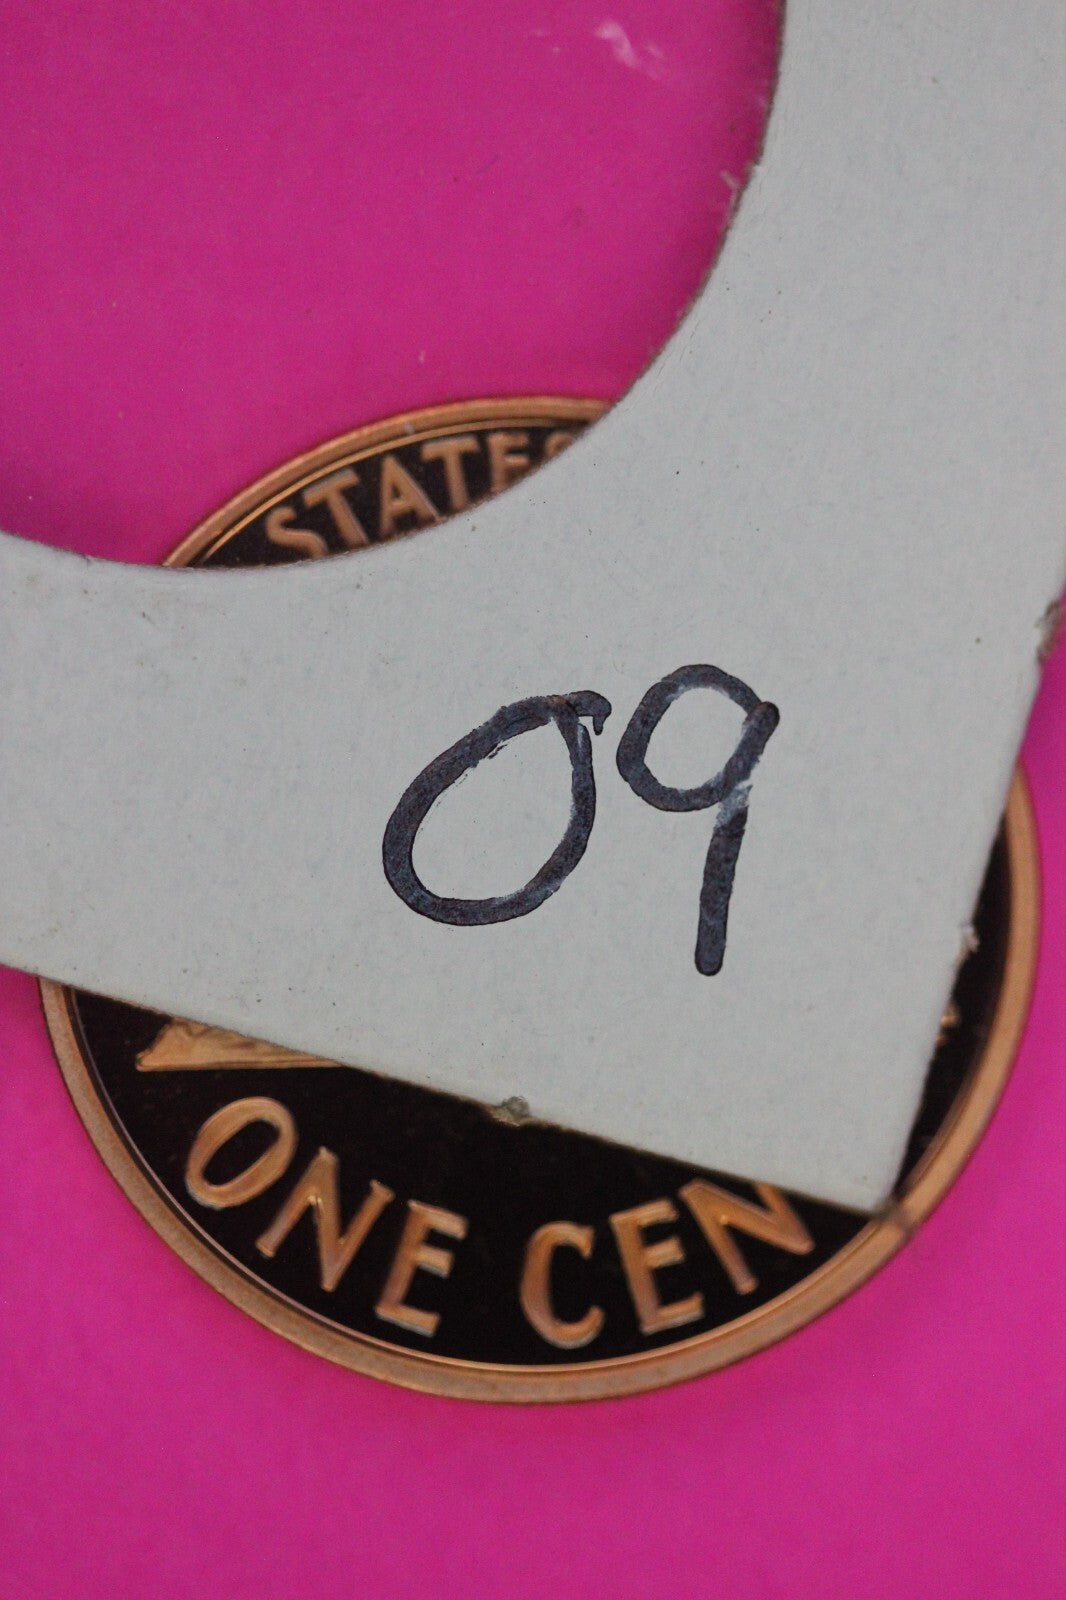 STATES
09
ONE CEN